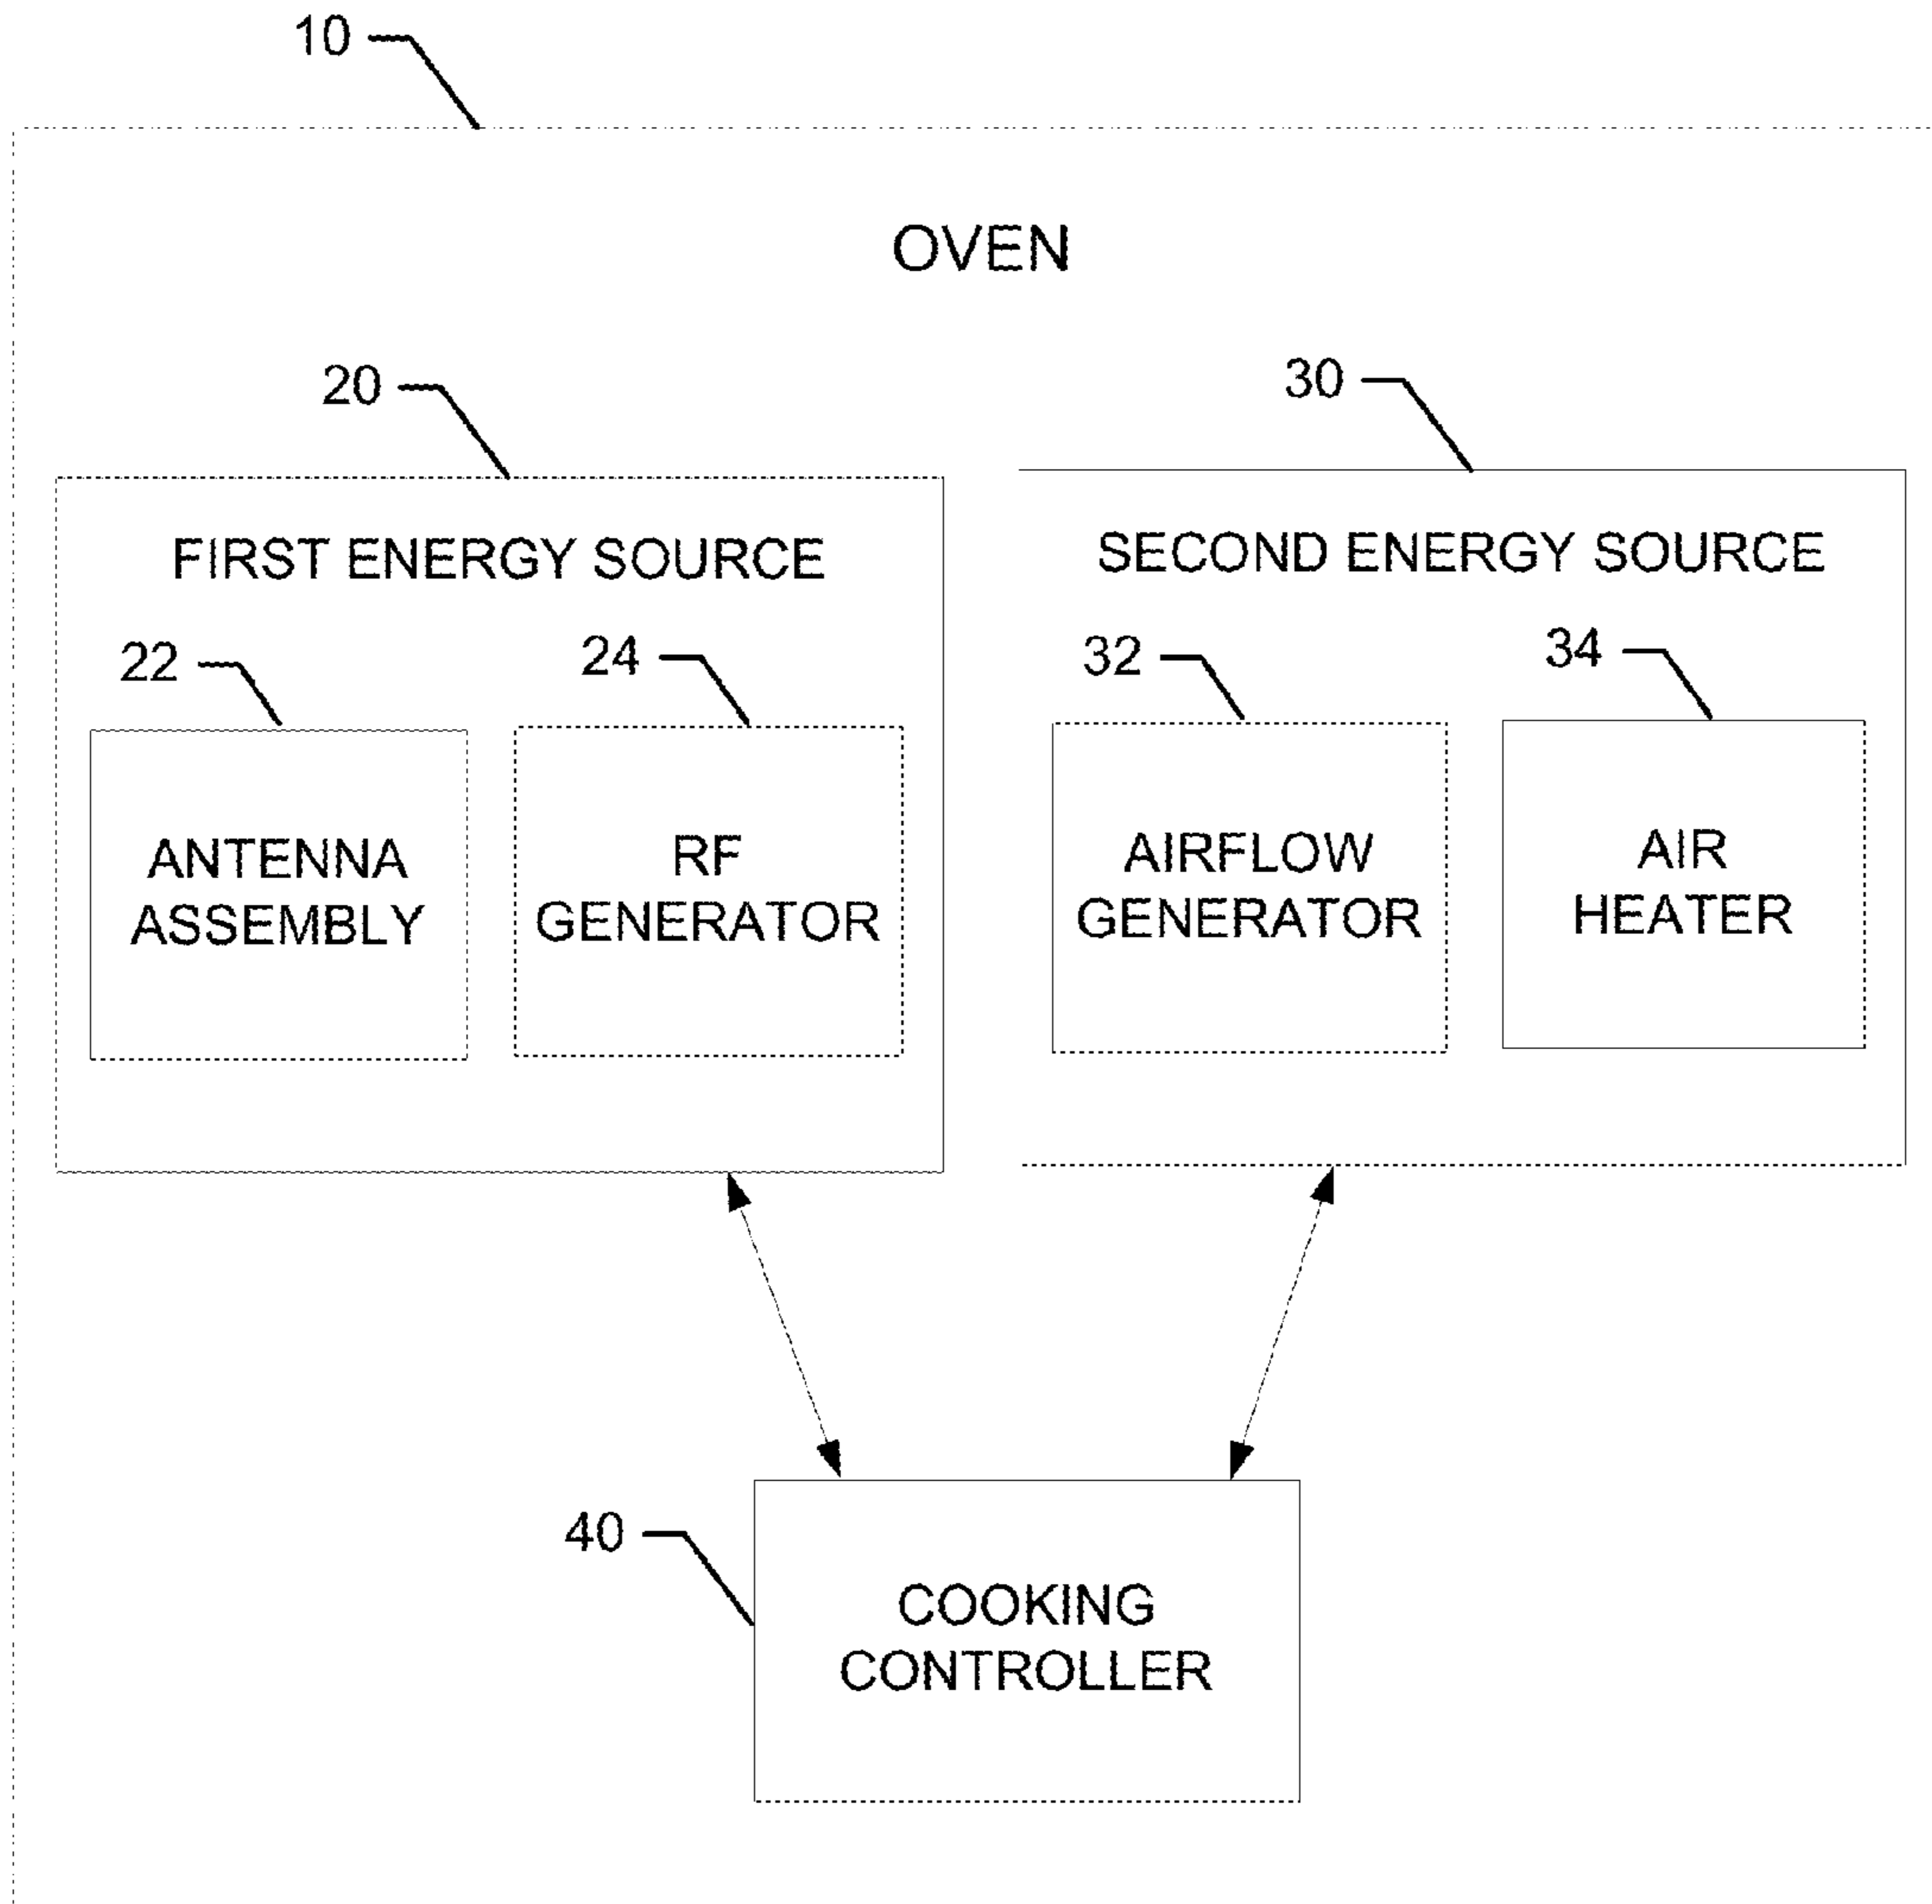 10
OVEN
20
30
FIRST ENERGY SOURCE
SECOND ENERGY SOURCE
22
24
32
34
ANTENNA
ASSEMBLY
RF
GENERATOR
AIRFLOW
GENERATOR
AIR
HEATER
40
COOKING
CONTROLLER